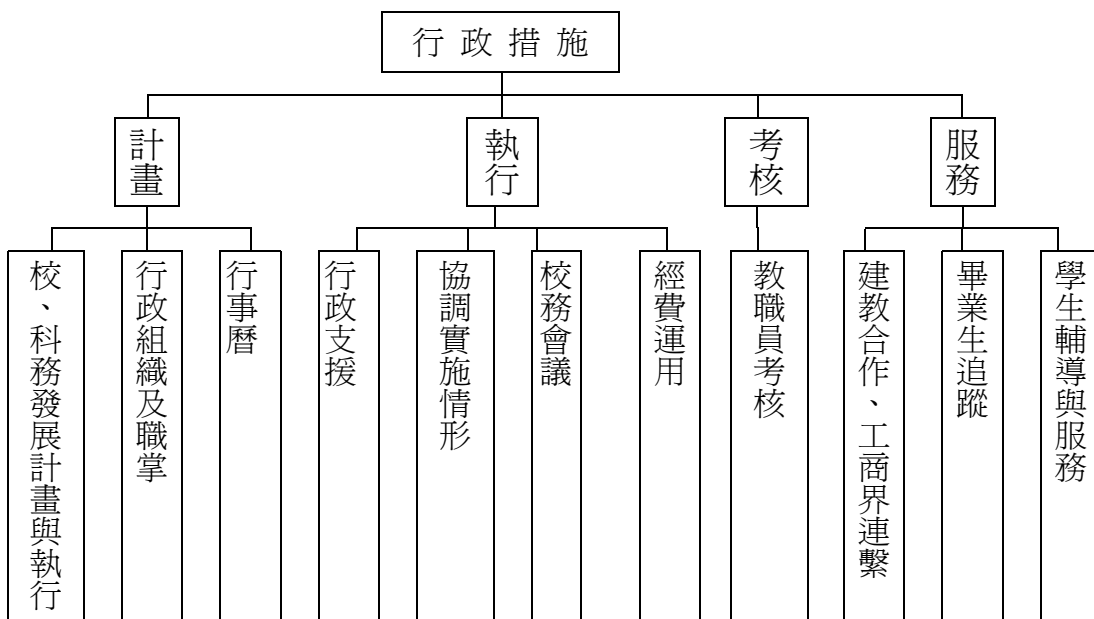 行政措施
計畫
執行
考核
服務
校、科務發展計畫與執行
行政組織及職掌
行事曆
行政支援
協調實施情形
校務會議
經費運用
教職員考核
建教合作、工商界連繫
畢業生追蹤
學生輔導與服務